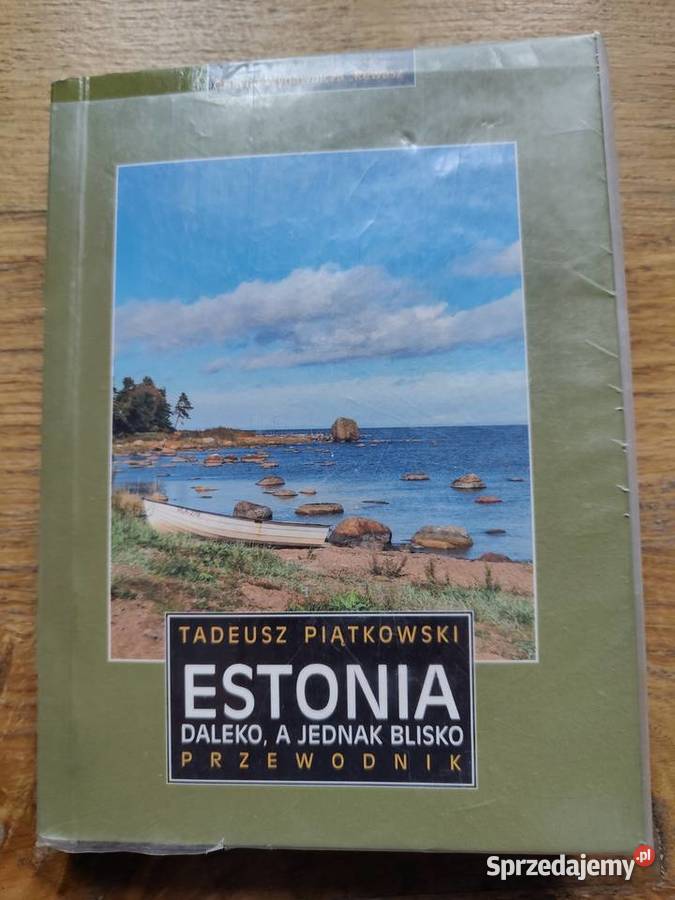 TADEUSZ PIĄTKOWSKI
ESTONIA
DALEKO, A JEDNAK BLISKO
PRZEWODNIK
Sprzedajemy.pl